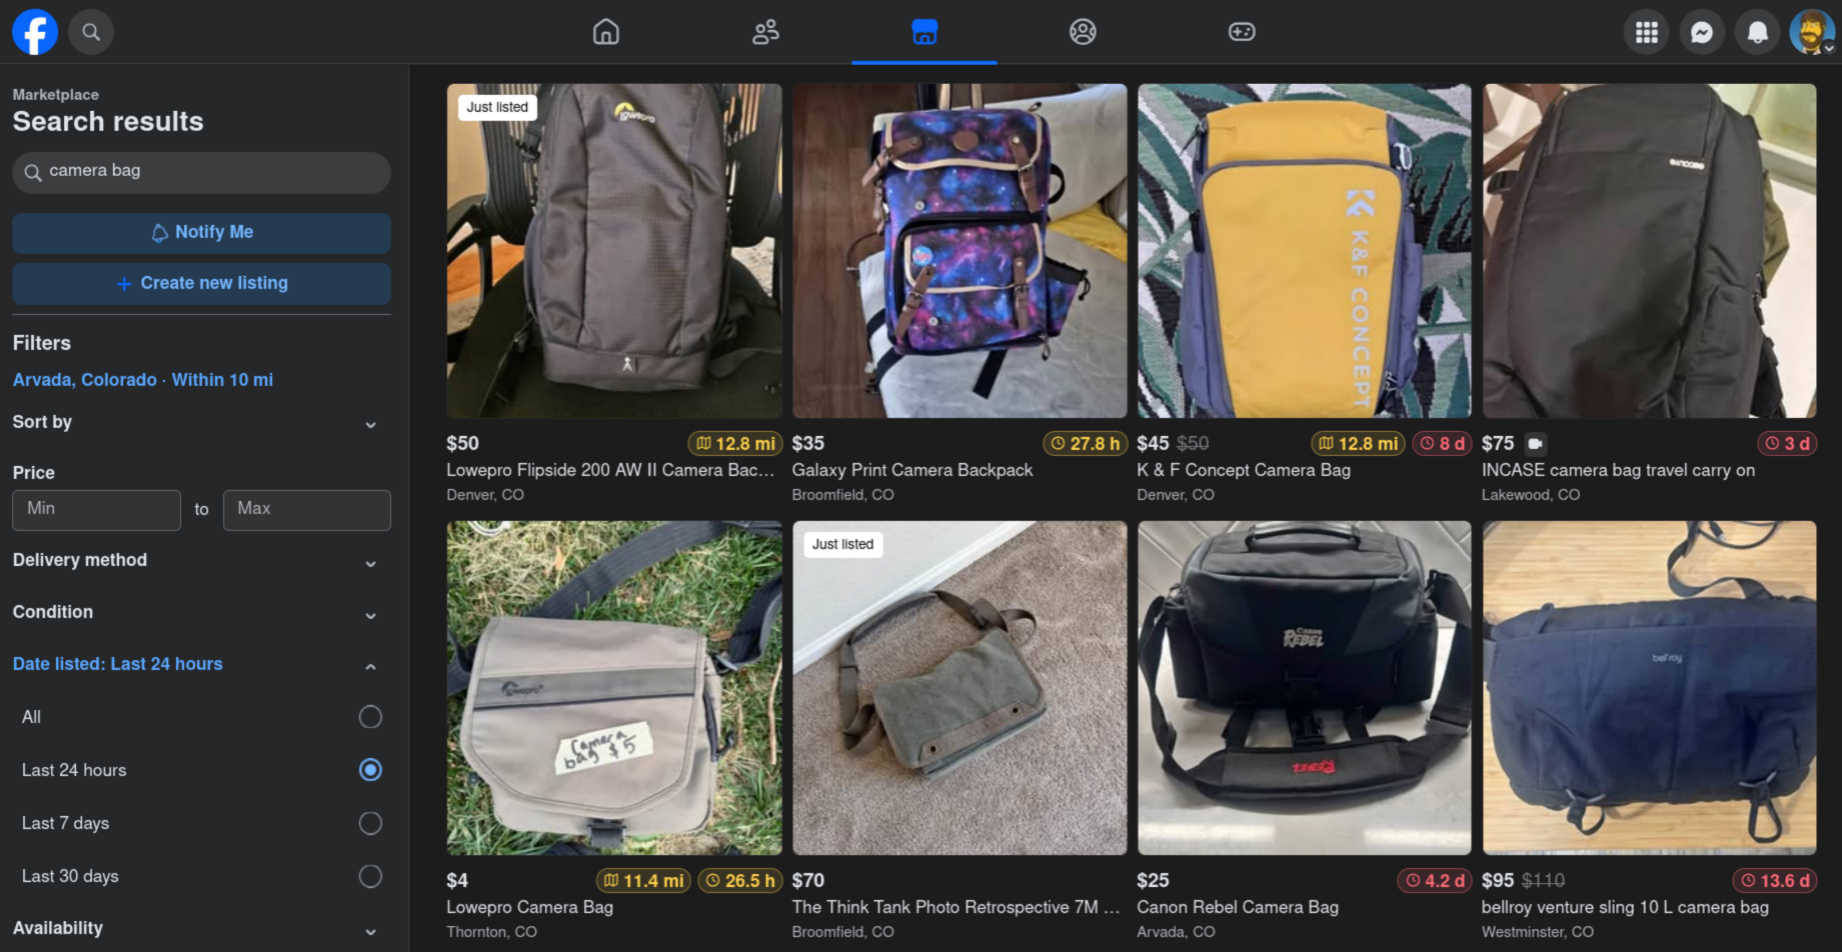 Marketplace
Search results
camera bag
Notify Me
+ Create new listing
Filters
Arvada, Colorado · Within 10 mi
Sort by
Price
Min to Max
Delivery method
Condition
Date listed: Last 24 hours
All
Last 24 hours
Last 7 days
Last 30 days
Availability
Just listed
Lowepro
$50 12.8 mi
Lowepro Flipside 200 AW II Camera Bac...
Denver, CO
$35 27.8 h
Galaxy Print Camera Backpack
Broomfield, CO
K&F CONCEPT
$45 $50 12.8 mi 8 d
K & F Concept Camera Bag
Denver, CO
incase
$75 3 d
INCASE camera bag travel carry on
Lakewood, CO
Lowepro
Camera
bag $5
$4 11.4 mi 26.5 h
Lowepro Camera Bag
Thornton, CO
Just listed
$70
The Think Tank Photo Retrospective 7M ...
Broomfield, CO
Canon
REBEL
REBEL
$25 4.2 d
Canon Rebel Camera Bag
Arvada, CO
bellroy
$95 $110 13.6 d
bellroy venture sling 10 L camera bag
Westminster, CO